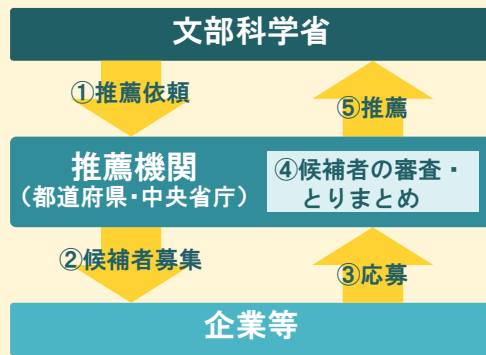 文部科学省
①推薦依頼
⑤推薦
推薦機関
（都道府県・中央省庁）
④候補者の審査・
とりまとめ
②候補者募集
③応募
企業等